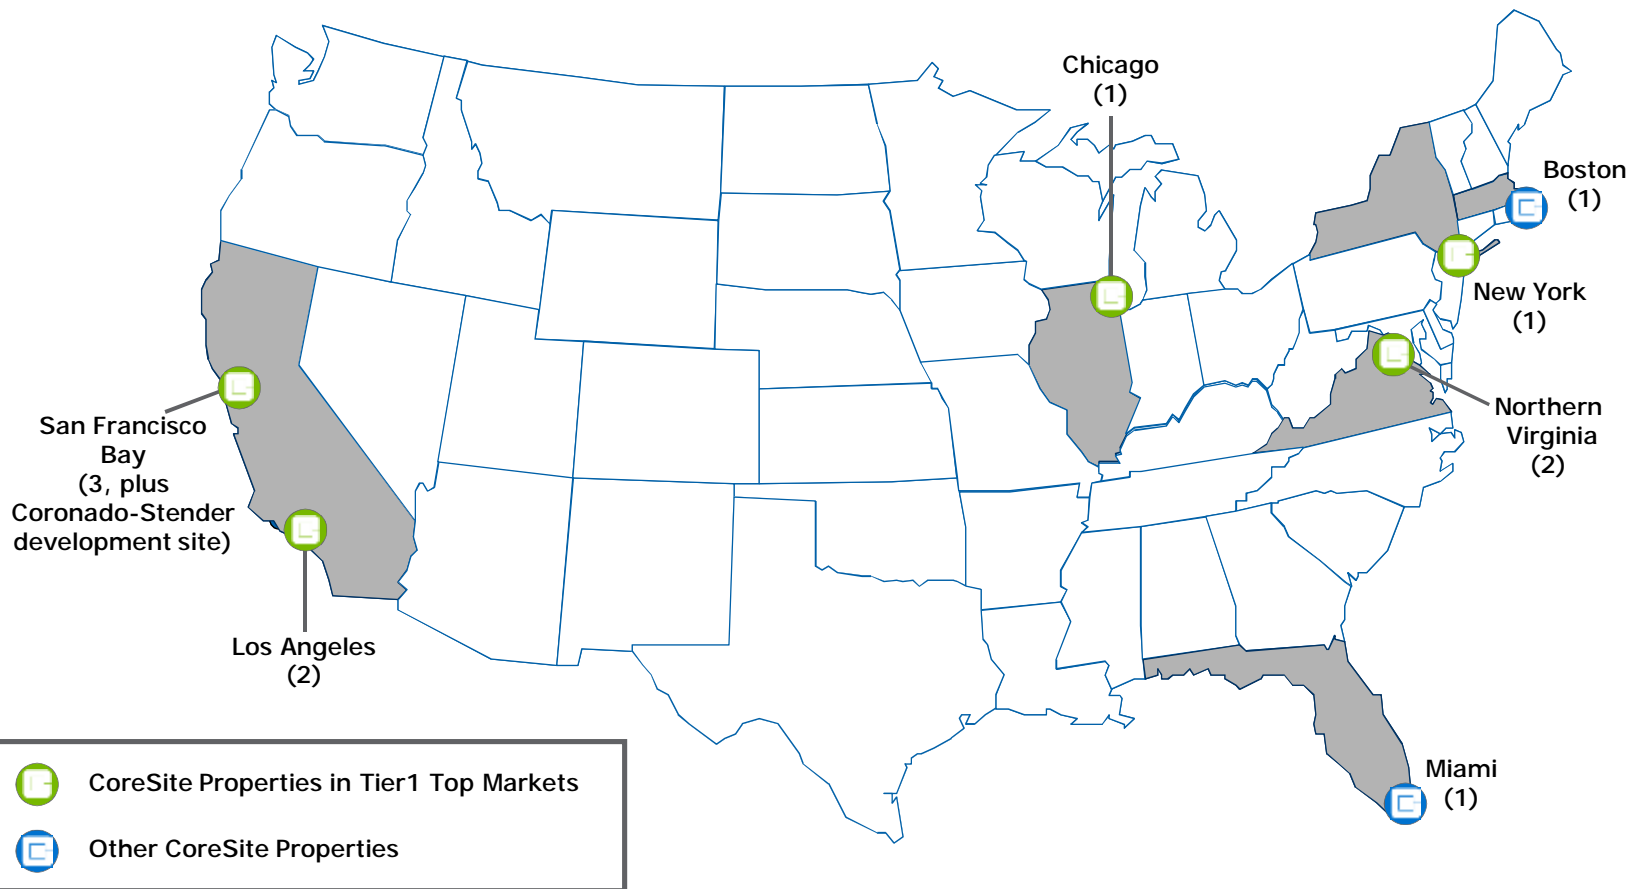 Chicago
(1)
Boston
(1)
New York
(1)
Northern
Virginia
(2)
San Francisco
Bay
(3, plus
Coronado-Stender
development site)
Los Angeles
(2)
Miami
(1)
CoreSite Properties in Tier1 Top Markets
Other CoreSite Properties